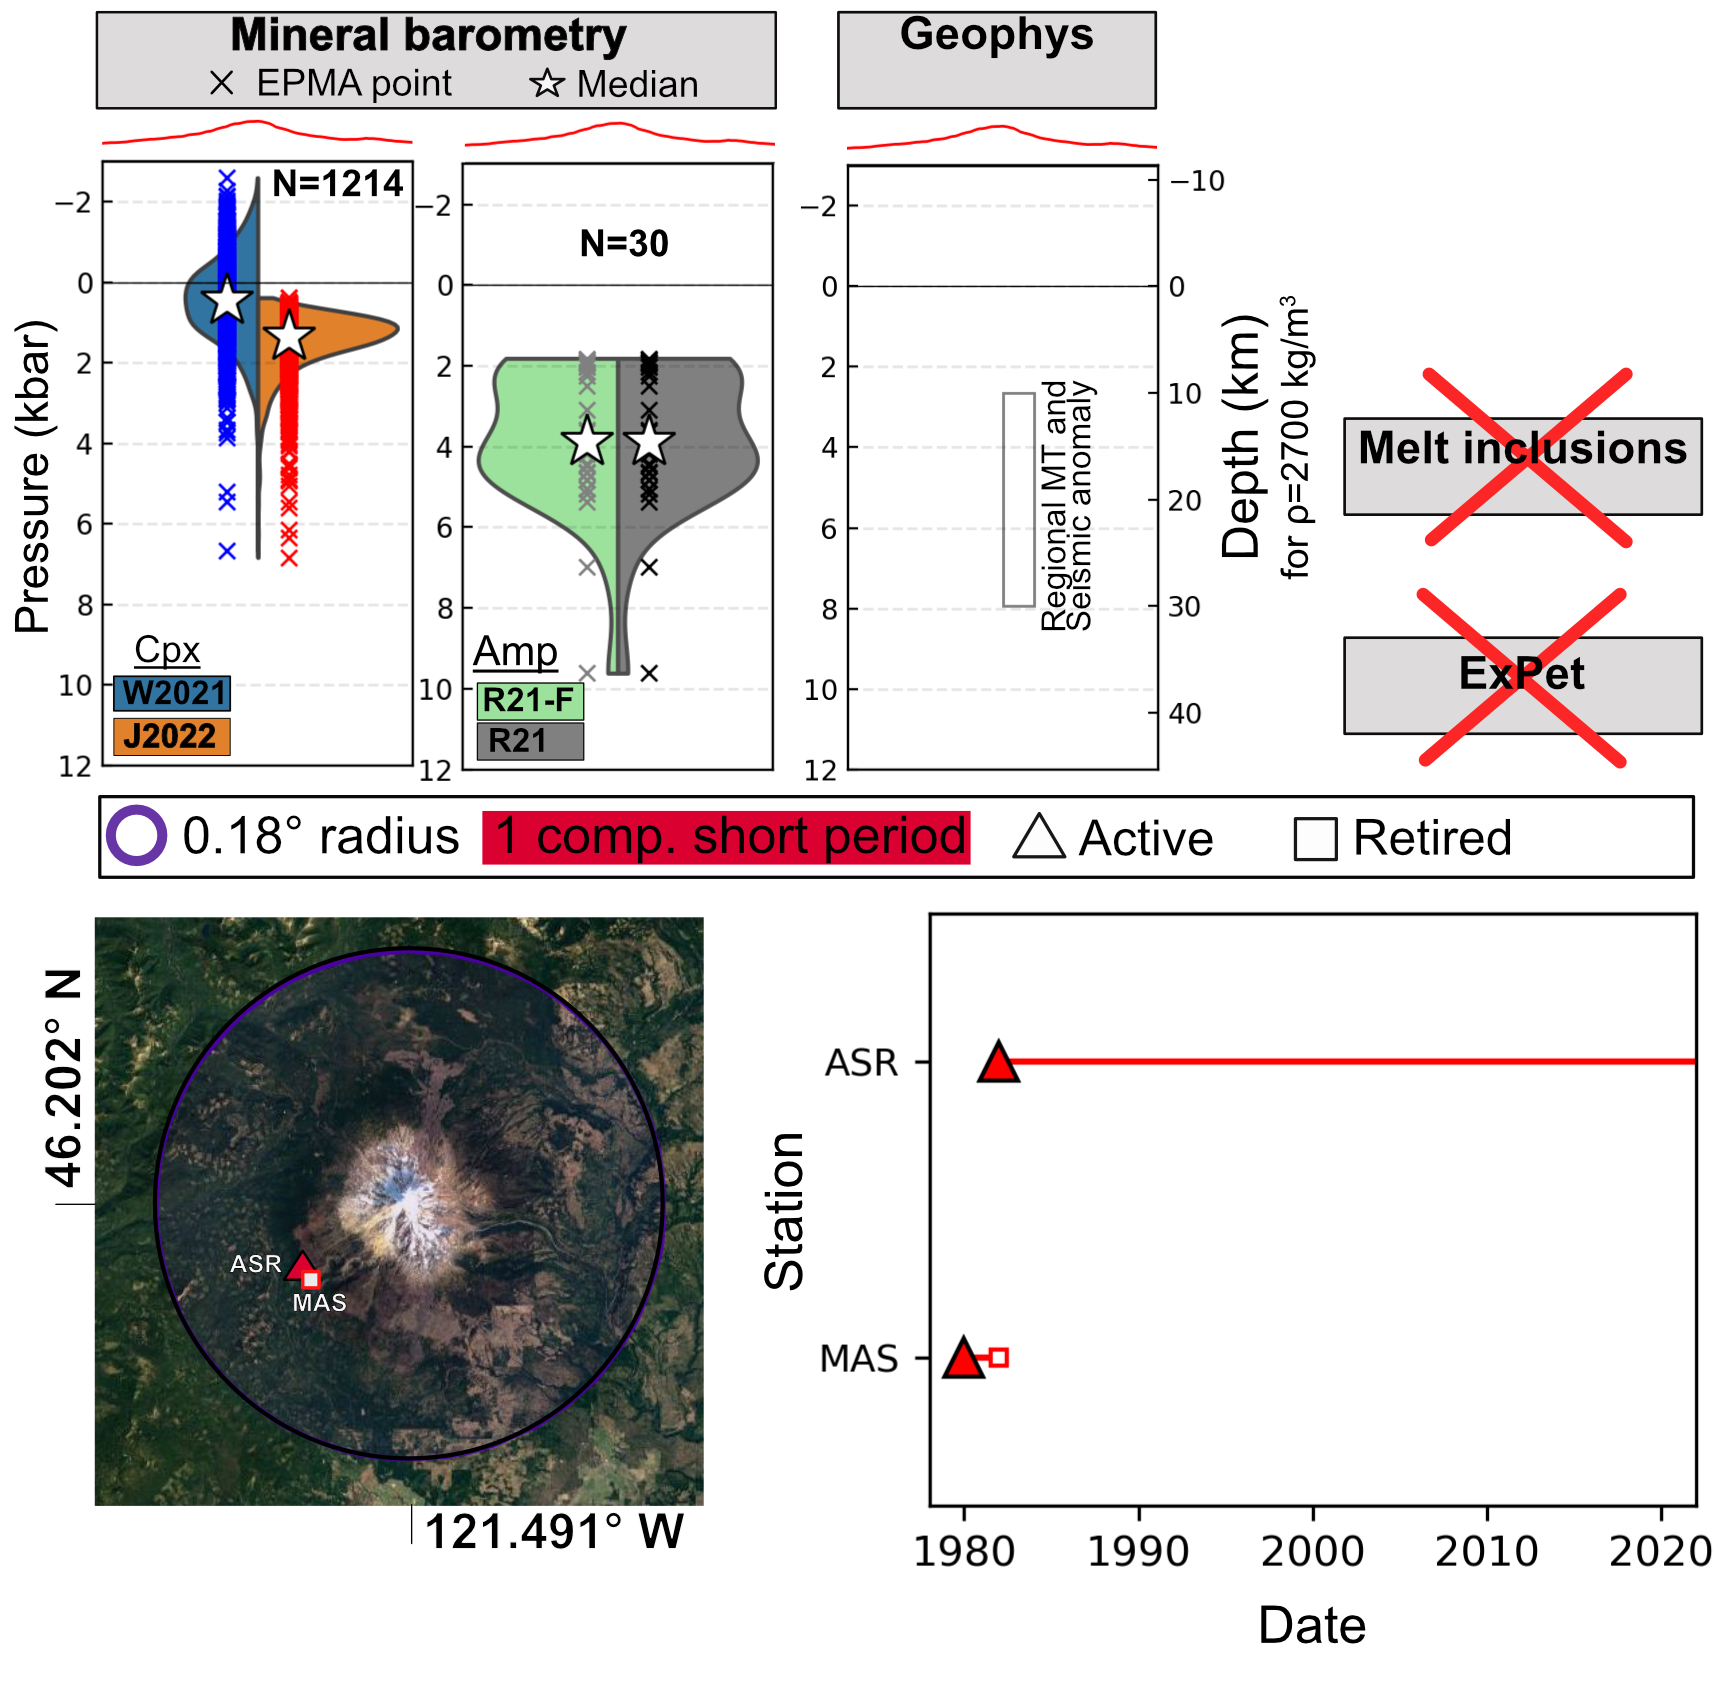 Mineral barometry
EPMA point
Median
Geophys
N=1214
−2
0
2
4
6
8
10
12
Pressure (kbar)
Cpx
W2021
J2022
N=30
−2
0
2
4
6
8
10
12
Amp
R21-F
R21
−2
0
2
4
6
8
10
12
Regional MT and
Seismic anomaly
−10
0
10
20
30
40
Depth (km)
for ρ=2700 kg/m³
Melt inclusions
ExPet
0.18° radius
1 comp. short period
Active
Retired
46.202° N
ASR
MAS
121.491° W
Station
ASR
MAS
1980
1990
2000
2010
2020
Date